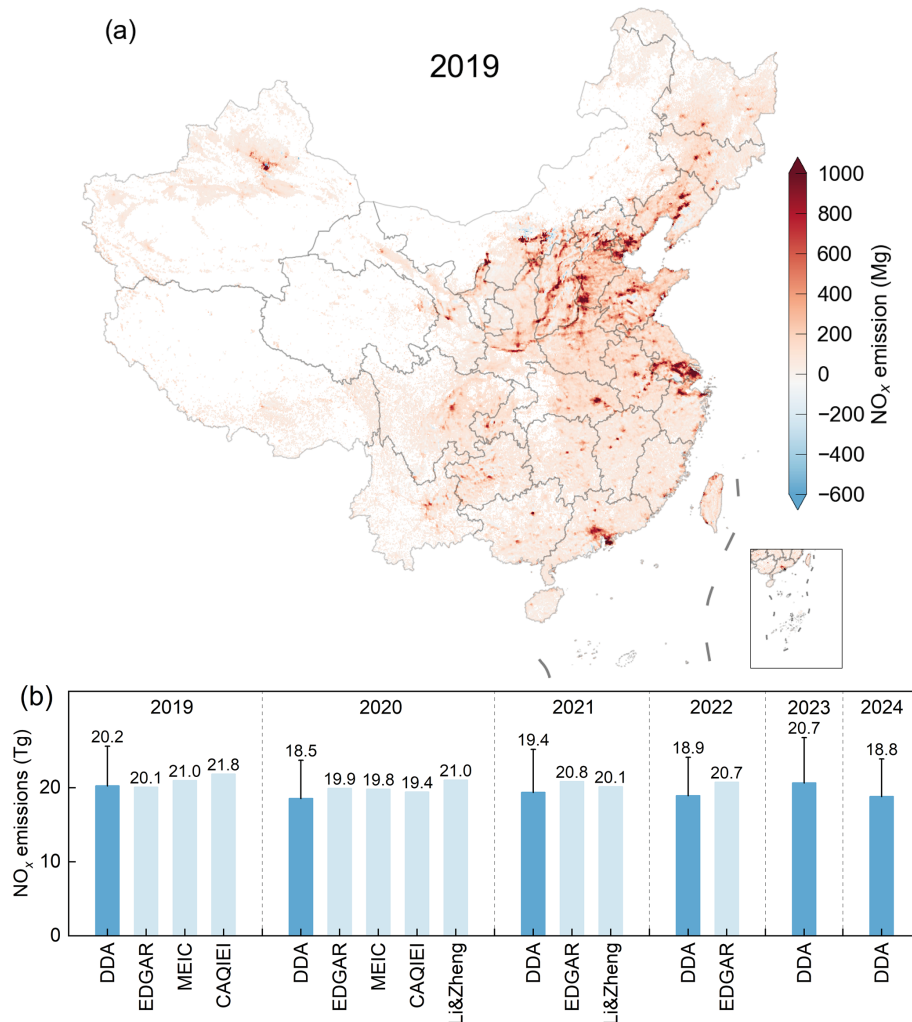 (a)
2019
1000
800
600
400
200
0
−200
−400
−600
NOx emission (Mg)
(b)
2019
2020
2021
2022
2023
2024
NOx emissions (Tg)
20
10
0
20.2
20.1
21.0
21.8
18.5
19.9
19.8
19.4
21.0
19.4
20.8
20.1
18.9
20.7
20.7
18.8
DDA
EDGAR
MEIC
CAQIEI
DDA
EDGAR
MEIC
CAQIEI
Li&Zheng
DDA
EDGAR
Li&Zheng
DDA
EDGAR
DDA
DDA